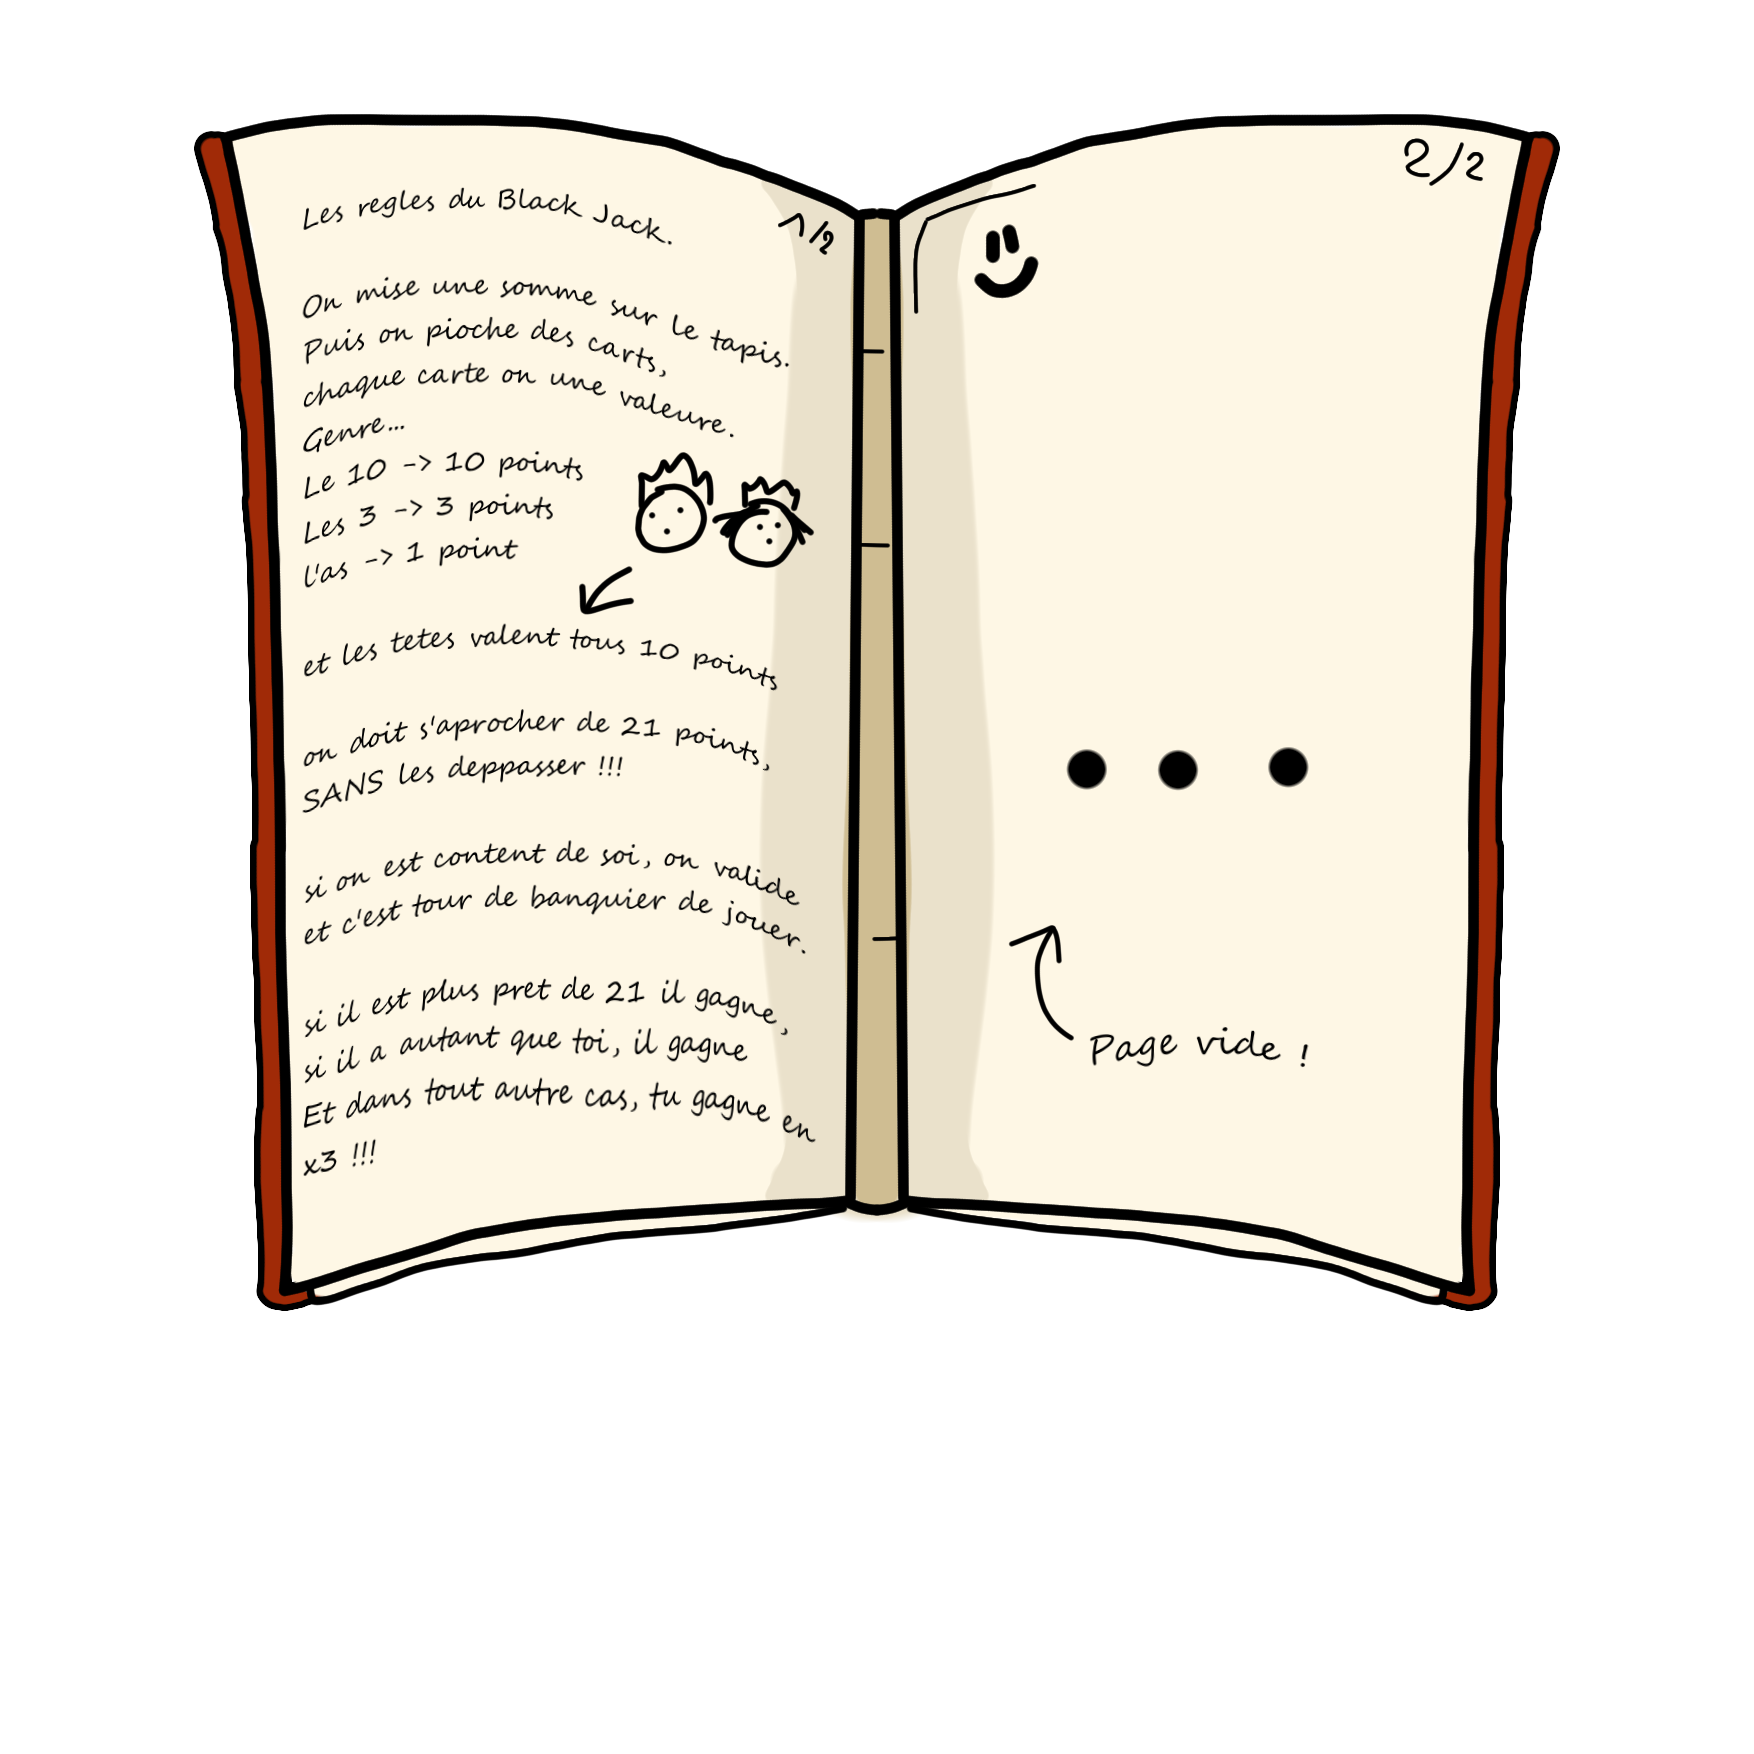 Les regles du Black Jack.
1/2
On mise une somme sur le tapis.
Puis on pioche des carts,
chaque carte on une valeure.
Genre...
Le 10 -> 10 points
Les 3 -> 3 points
l'as -> 1 point
et les tetes valent tous 10 points
on doit s'aprocher de 21 points,
SANS les deppasser !!!
si on est content de soi, on valide
et c'est tour de banquier de jouer.
si il est plus pret de 21 il gagne,
si il a autant que toi, il gagne
Et dans tout autre cas, tu gagne en
x3 !!!
2/2
...
Page vide !